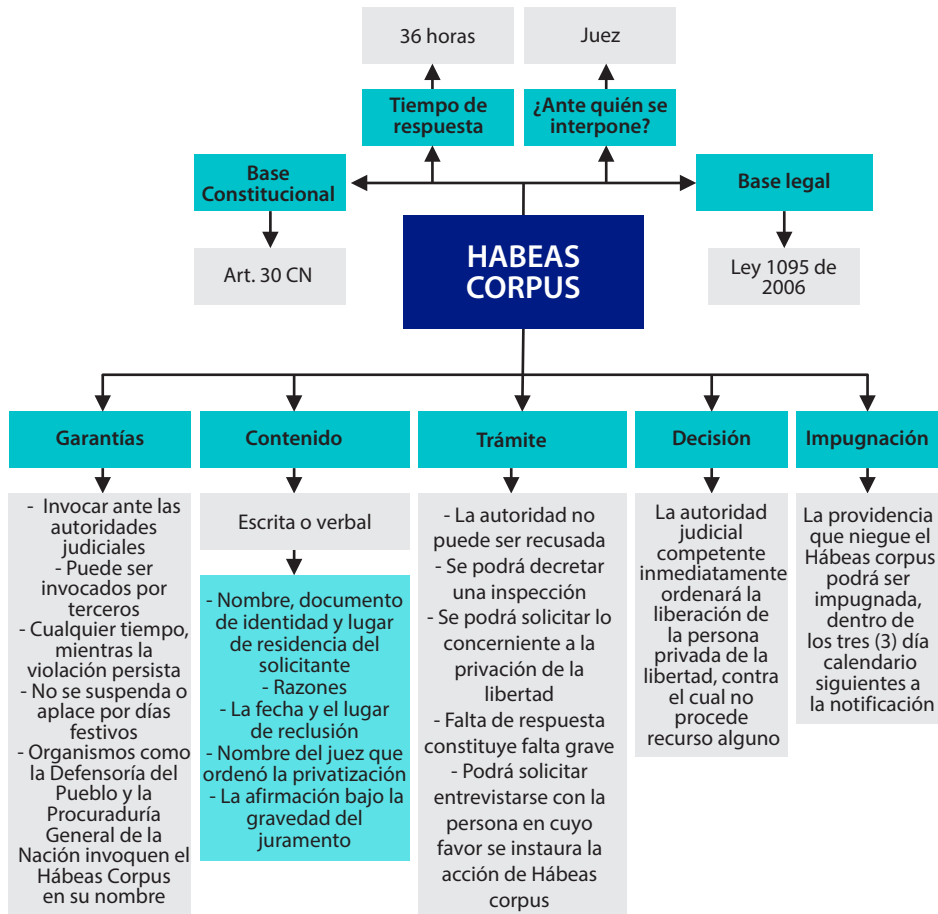 36 horas
Juez
Tiempo de
respuesta
¿Ante quién se
interpone?
Base
Constitucional
Base legal
Art. 30 CN
HABEAS
CORPUS
Ley 1095 de
2006
Garantías
- Invocar ante las
autoridades
judiciales
- Puede ser
invocados por
terceros
- Cualquier tiempo,
mientras la
violación persista
- No se suspenda o
aplace por días
festivos
- Organismos como
la Defensoría del
Pueblo y la
Procuraduría
General de la
Nación invoquen el
Hábeas Corpus
en su nombre
Contenido
Escrita o verbal
- Nombre, documento
de identidad y lugar
de residencia del
solicitante
- Razones
- La fecha y el lugar
de reclusión
- Nombre del juez que
ordenó la privatización
- La afirmación bajo la
gravedad del
juramento
Trámite
- La autoridad no
puede ser recusada
- Se podrá decretar
una inspección
- Se podrá solicitar lo
concerniente a la
privación de la
libertad
- Falta de respuesta
constituye falta grave
- Podrá solicitar
entrevistarse con la
persona en cuyo
favor se instaura la
acción de Hábeas
corpus
Decisión
La autoridad
judicial
competente
inmediatamente
ordenará la
liberación de
la persona
privada de la
libertad, contra
el cual no
procede
recurso alguno
Impugnación
La providencia
que niegue el
Hábeas corpus
podrá ser
impugnada,
dentro de
los tres (3) día
calendario
siguientes a
la notificación